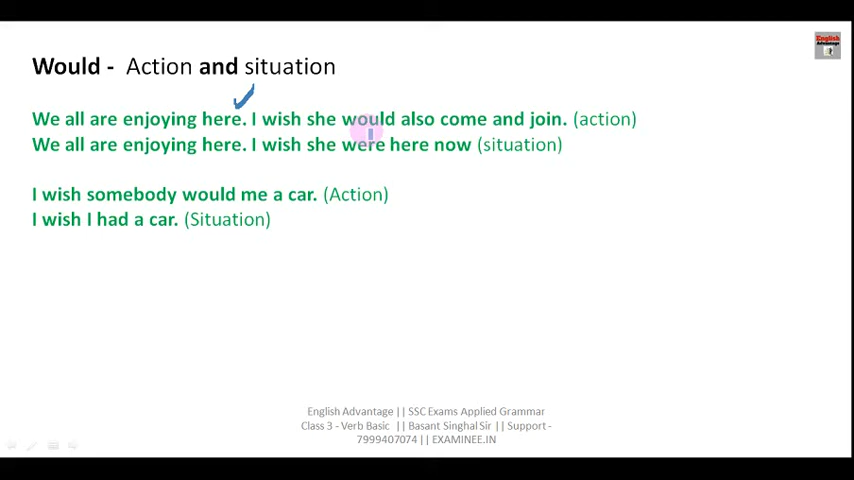 English
Advantage
Would - Action and situation
We all are enjoying here. I wish she would also come and join. (action)
We all are enjoying here. I wish she were here now (situation)
I wish somebody would me a car. (Action)
I wish I had a car. (Situation)
English Advantage || SSC Exams Applied Grammar
Class 3 - Verb Basic || Basant Singhal Sir || Support -
7999407074 || EXAMINEE.IN